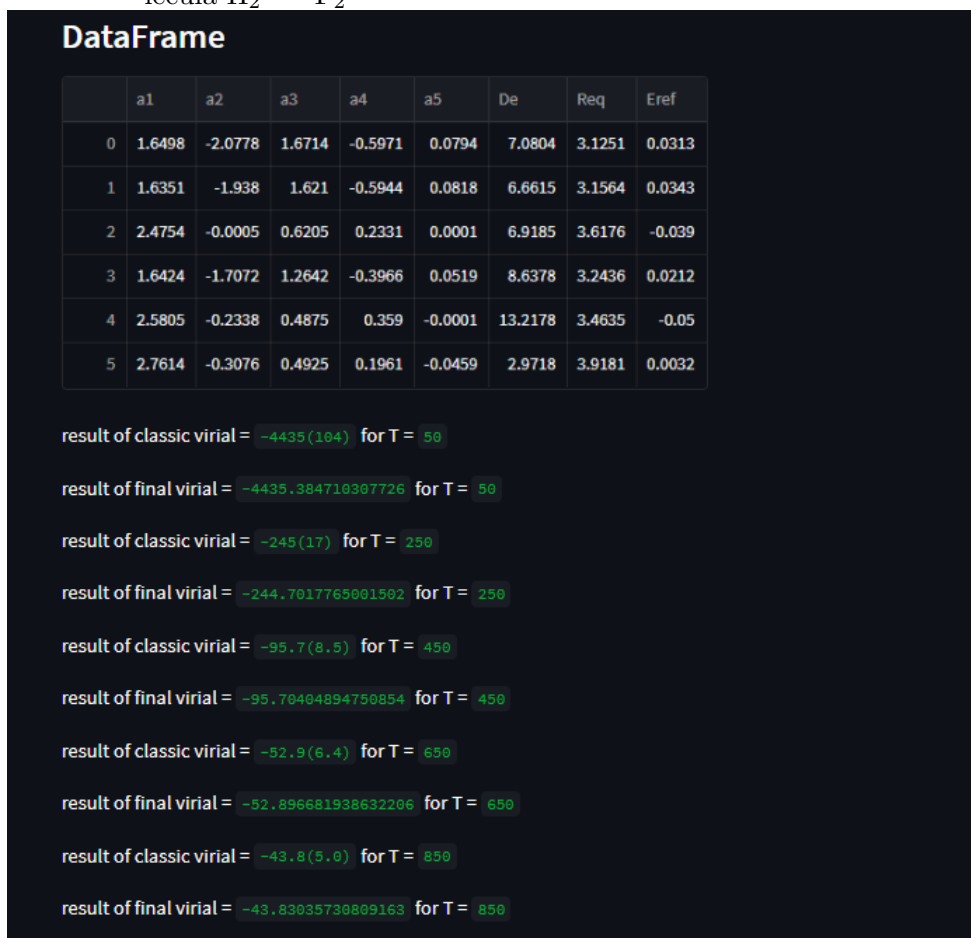 lecula H₂ F₂
DataFrame
a1 a2 a3 a4 a5 De Req Eref
0 1.6498 -2.0778 1.6714 -0.5971 0.0794 7.0804 3.1251 0.0313
1 1.6351 -1.938 1.621 -0.5944 0.0818 6.6615 3.1564 0.0343
2 2.4754 -0.0005 0.6205 0.2331 0.0001 6.9185 3.6176 -0.039
3 1.6424 -1.7072 1.2642 -0.3966 0.0519 8.6378 3.2436 0.0212
4 2.5805 -0.2338 0.4875 0.359 -0.0001 13.2178 3.4635 -0.05
5 2.7614 -0.3076 0.4925 0.1961 -0.0459 2.9718 3.9181 0.0032
result of classic virial = -4435(104) for T = 50
result of final virial = -4435.384710307726 for T = 50
result of classic virial = -245(17) for T = 250
result of final virial = -244.7017765001502 for T = 250
result of classic virial = -95.7(8.5) for T = 450
result of final virial = -95.70404894750854 for T = 450
result of classic virial = -52.9(6.4) for T = 650
result of final virial = -52.896681938632206 for T = 650
result of classic virial = -43.8(5.0) for T = 850
result of final virial = -43.83035730809163 for T = 850